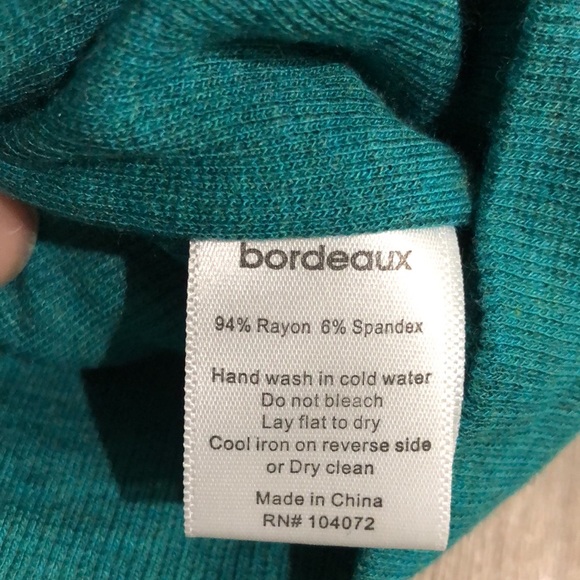 bordeaux
94% Rayon 6% Spandex
Hand wash in cold water
Do not bleach
Lay flat to dry
Cool iron on reverse side
or Dry clean
Made in China
RN# 104072